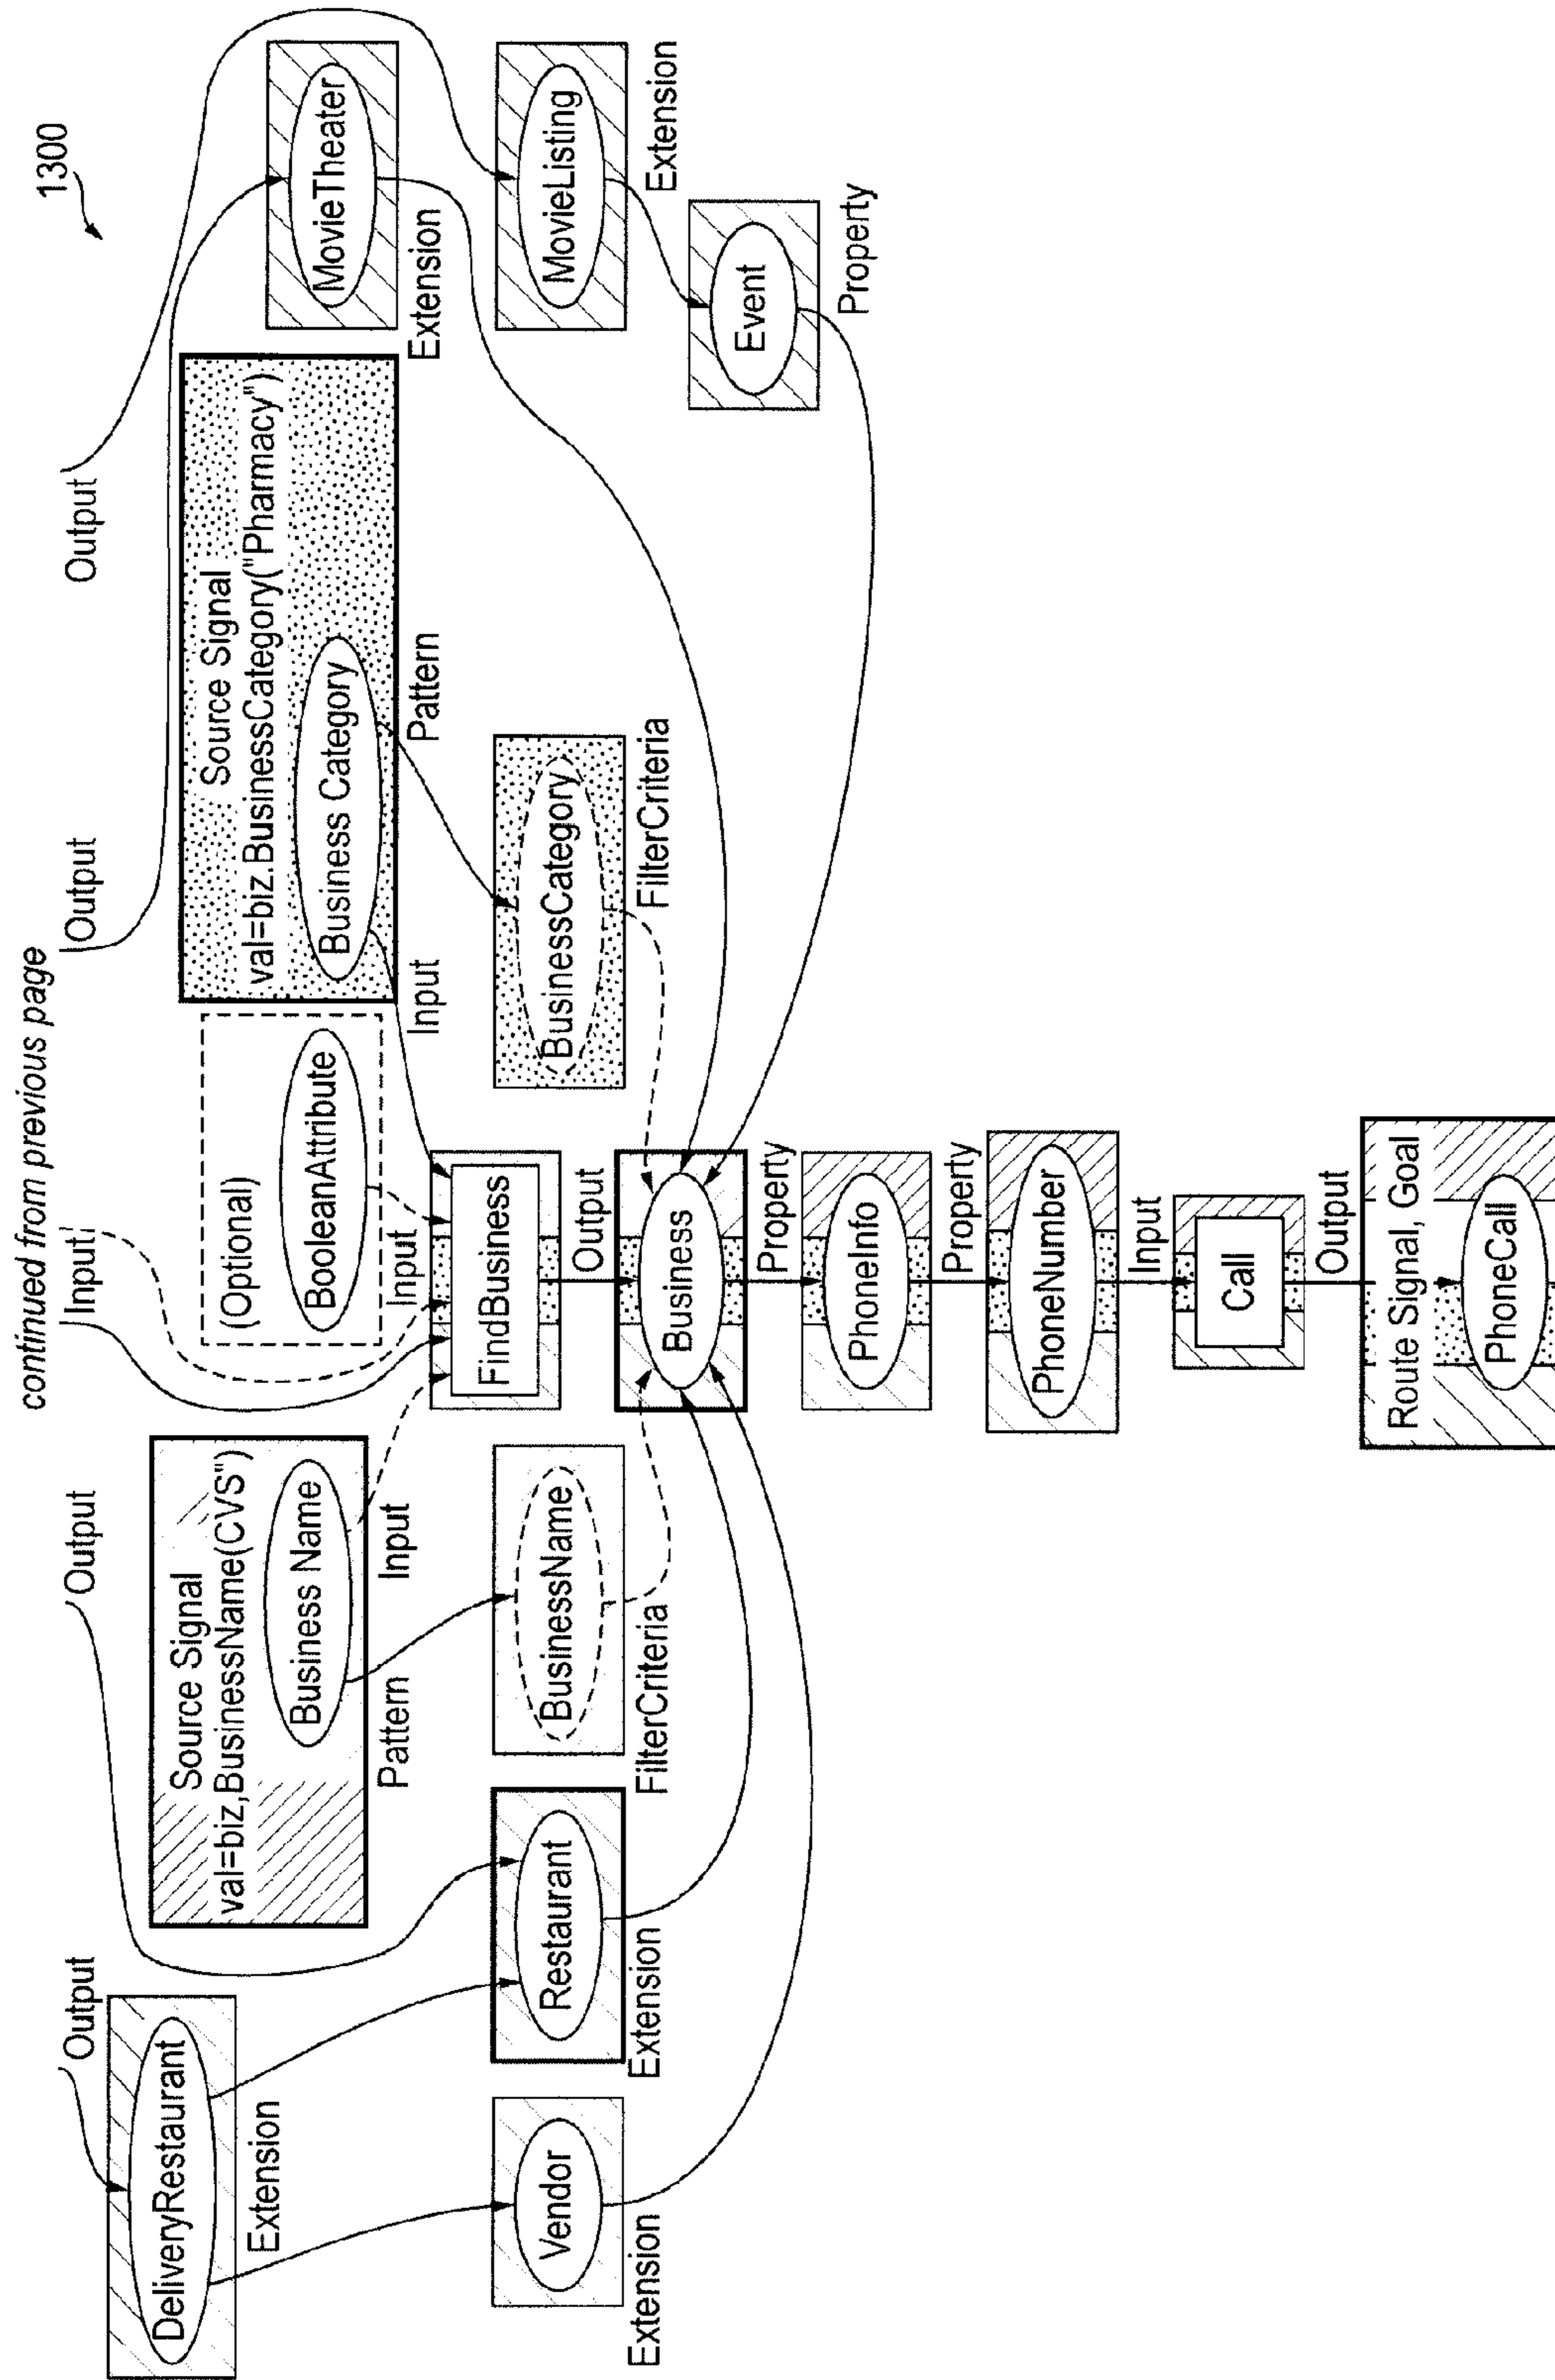 continued from previous page
1300
Output
DeliveryRestaurant
Extension
Output
Source Signal
val=biz,BusinessName(CVS")
Business Name
Pattern
Input
Input
(Optional)
BooleanAttribute
Input
Output
Source Signal
val=biz.BusinessCategory("Pharmacy")
Business Category
Input
Pattern
Output
MovieTheater
Extension
Vendor
Extension
Restaurant
Extension
BusinessName
FilterCriteria
FindBusiness
Output
BusinessCategory
FilterCriteria
MovieListing
Extension
Business
Property
Event
Property
PhoneInfo
Property
PhoneNumber
Input
Call
Output
Route Signal, Goal
PhoneCall